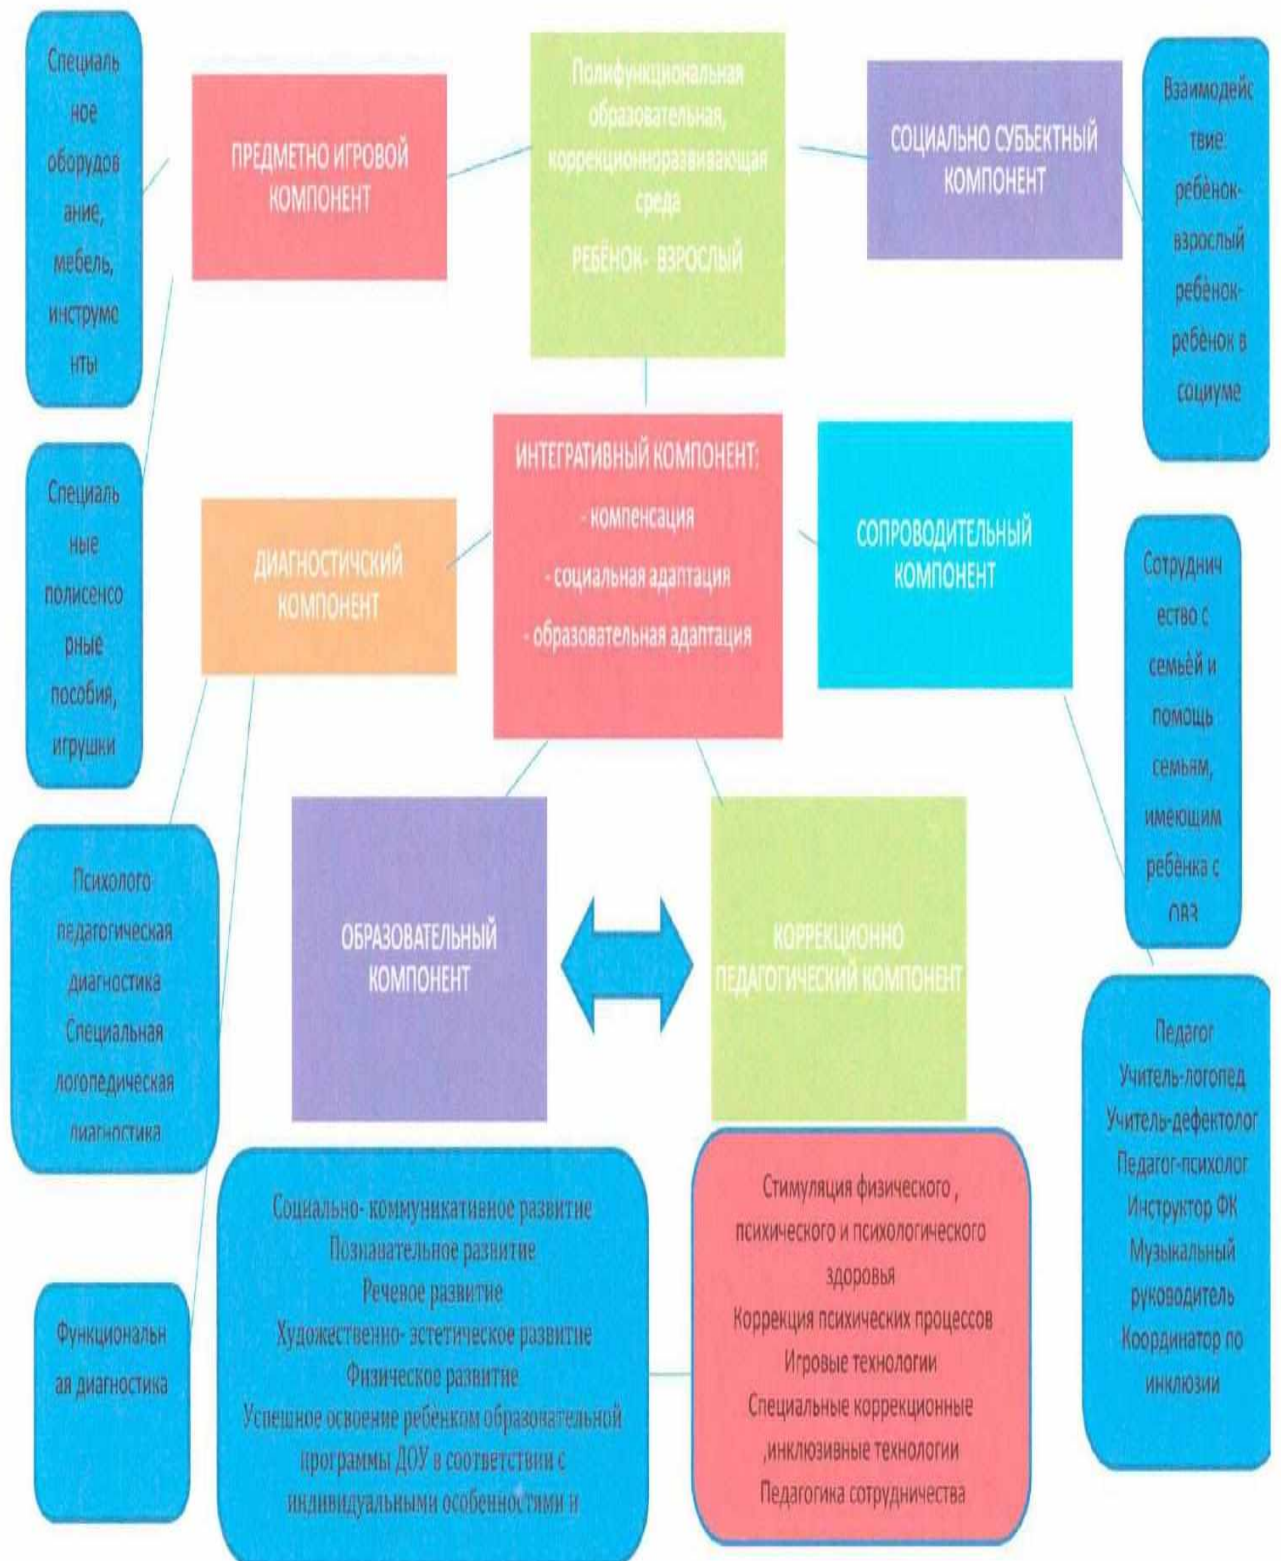 Специаль
ное
оборудов
ание,
мебель,
инструме
нты
ПРЕДМЕТНО ИГРОВОЙ
КОМПОНЕНТ
Полифункциональная
образовательная,
коррекционноразвивающая
среда
РЕБЁНОК- ВЗРОСЛЫЙ
СОЦИАЛЬНО СУБЪЕКТНЫЙ
КОМПОНЕНТ
Взаимодейс
твие:
ребёнок-
взрослый
ребёнок-
ребёнок в
социуме
Специаль
ные
полисенсо
рные
пособия,
игрушки
ДИАГНОСТИЧСКИЙ
КОМПОНЕНТ
ИНТЕГРАТИВНЫЙ КОМПОНЕНТ:
- компенсация
- социальная адаптация
- образовательная адаптация
СОПРОВОДИТЕЛЬНЫЙ
КОМПОНЕНТ
Сотруднич
ество с
семьёй и
помощь
семьям,
имеющим
ребёнка с
ОВЗ
Психолого-
педагогическая
диагностика
Специальная
логопедическая
диагностика
ОБРАЗОВАТЕЛЬНЫЙ
КОМПОНЕНТ
КОРРЕКЦИОННО
ПЕДАГОГИЧЕСКИЙ КОМПОНЕНТ
Педагог
Учитель-логопед
Учитель-дефектолог
Педагог-психолог
Инструктор ФК
Музыкальный
руководитель
Координатор по
инклюзии
Функциональн
ая диагностика
Социально- коммуникативное развитие
Познавательное развитие
Речевое развитие
Художественно- эстетическое развитие
Физическое развитие
Успешное освоение ребёнком образовательной
программы ДОУ в соответствии с
индивидуальными особенностями и
Стимуляция физического ,
психического и психологического
здоровья
Коррекция психических процессов
Игровые технологии
Специальные коррекционные
,инклюзивные технологии
Педагогика сотрудничества